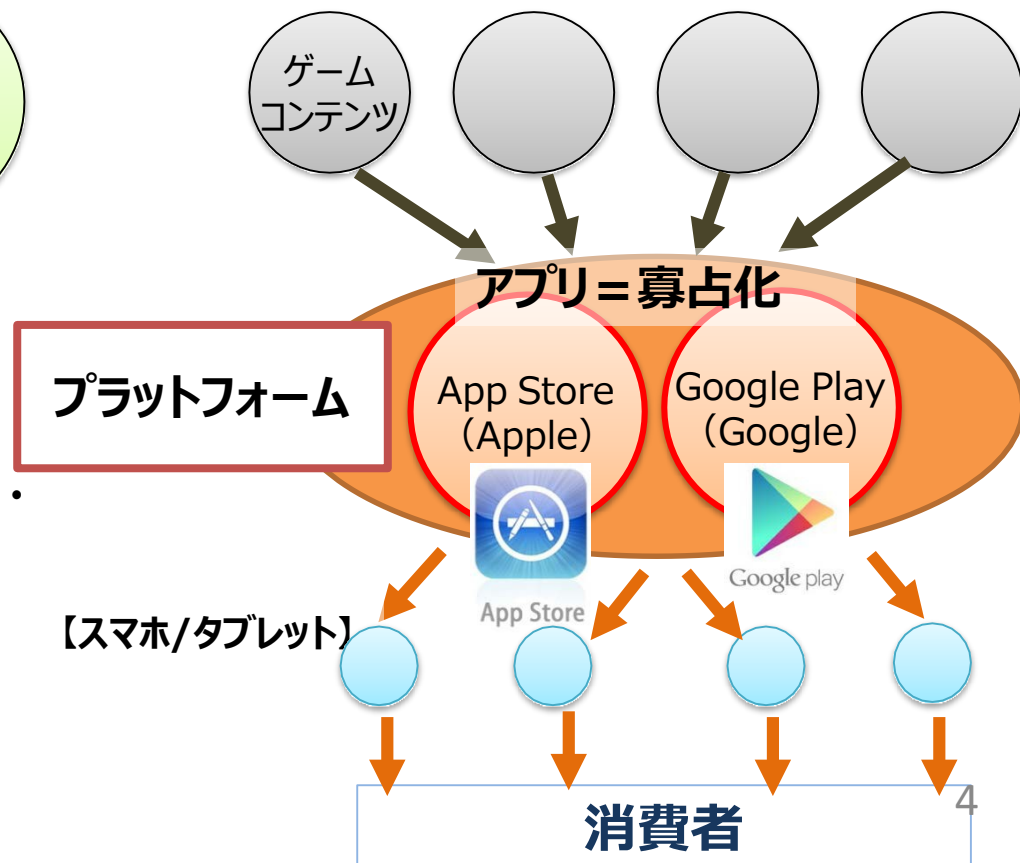 ゲーム
コンテンツ
アプリ＝寡占化
プラットフォーム
App Store
（Apple）
Google Play
（Google）
App Store
Google play
【スマホ/タブレット】
消費者
4